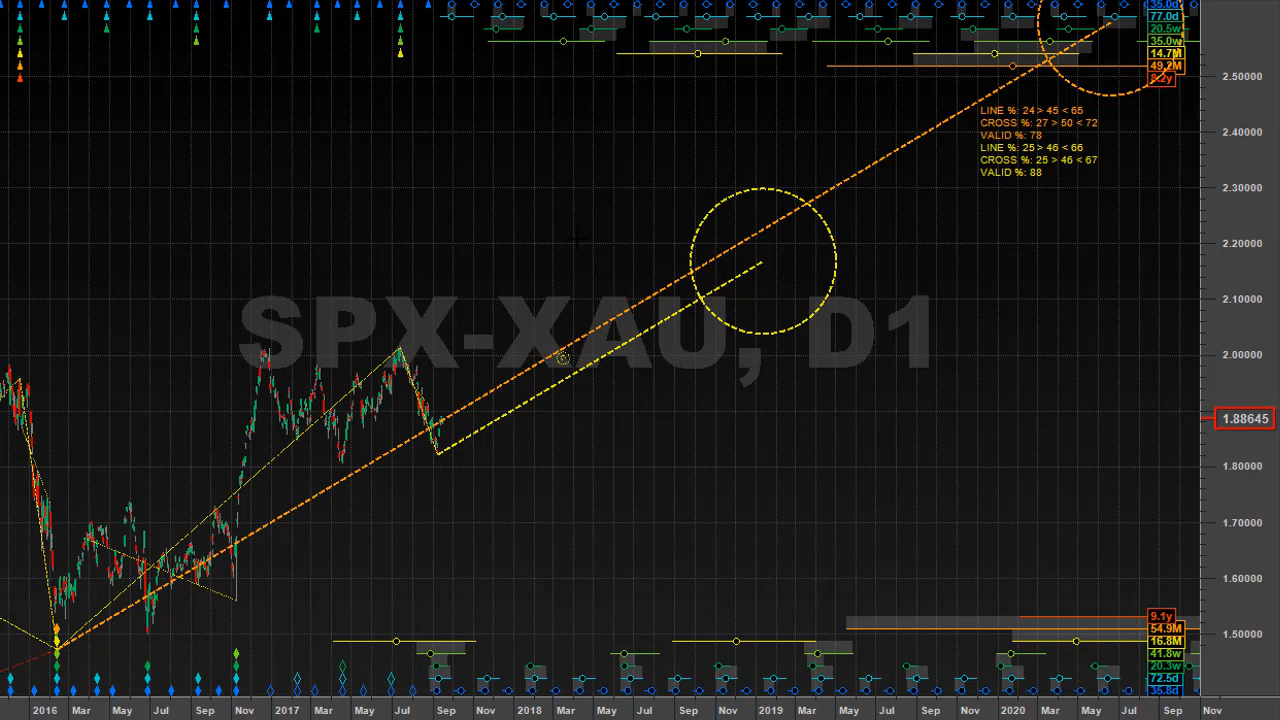 35.0d
77.0d
20.5w
35.0w
14.7M
49.2M
8.2y
2.50000
LINE %: 24 > 45 < 65
CROSS %: 27 > 50 < 72
VALID %: 78
LINE %: 25 > 46 < 66
CROSS %: 25 > 46 < 67
VALID %: 88
2.40000
2.30000
2.20000
2.10000
SPX-XAU, D1
2.00000
1.88645
1.80000
1.70000
1.60000
1.50000
9.1y
54.9M
16.8M
41.8w
20.3w
72.5d
35.8d
2016 Mar May Jul Sep Nov 2017 Mar May Jul Sep Nov 2018 Mar May Jul Sep Nov 2019 Mar May Jul Sep Nov 2020 Mar May Jul Sep Nov